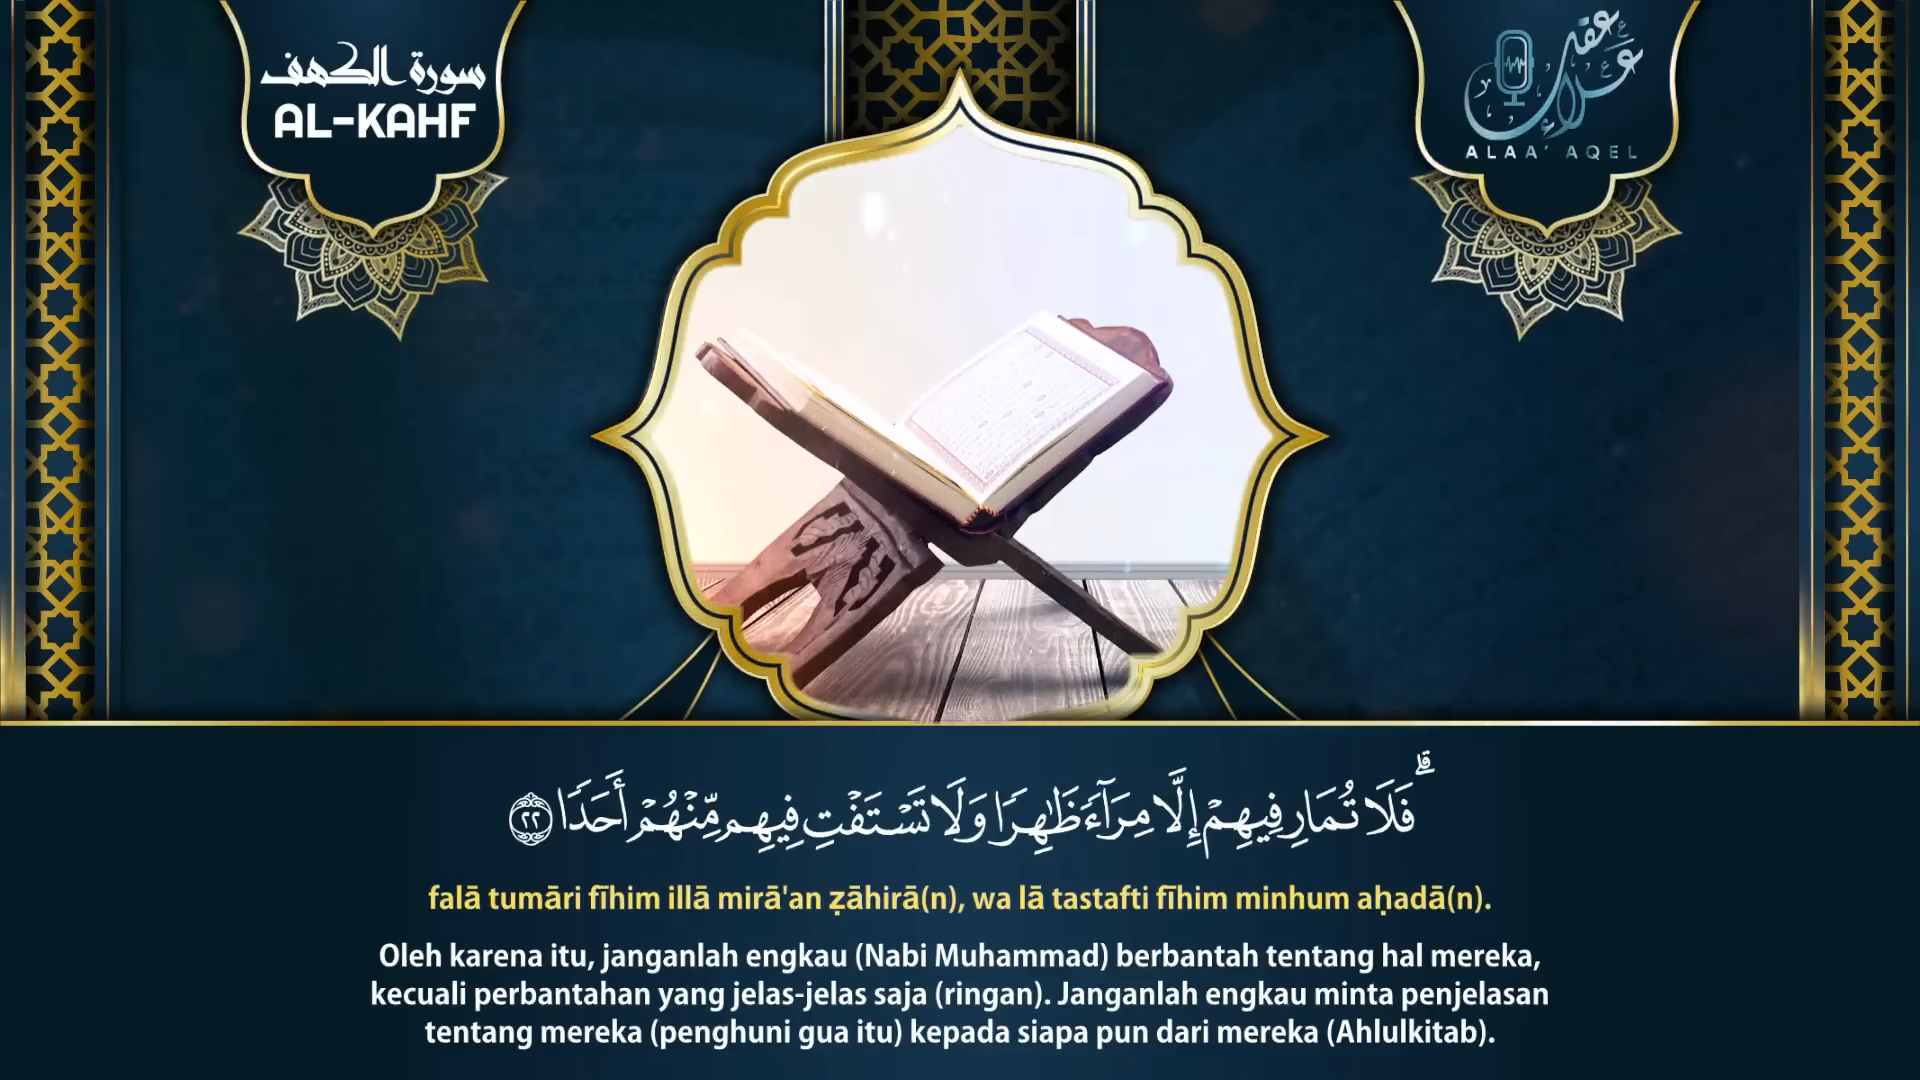 سورة الكهف
AL-KAHF
علاء عقل
ALAA' AQEL
ۗ فَلَا تُمَارِ فِيهِمْ إِلَّا مِرَآءً ظَٰهِرًا وَلَا تَسْتَفْتِ فِيهِم مِّنْهُمْ أَحَدًا ٢٢
falā tumāri fīhim illā mirā'an ẓāhirā(n), wa lā tastafti fīhim minhum aḥadā(n).
Oleh karena itu, janganlah engkau (Nabi Muhammad) berbantah tentang hal mereka,
kecuali perbantahan yang jelas-jelas saja (ringan). Janganlah engkau minta penjelasan
tentang mereka (penghuni gua itu) kepada siapa pun dari mereka (Ahlulkitab).